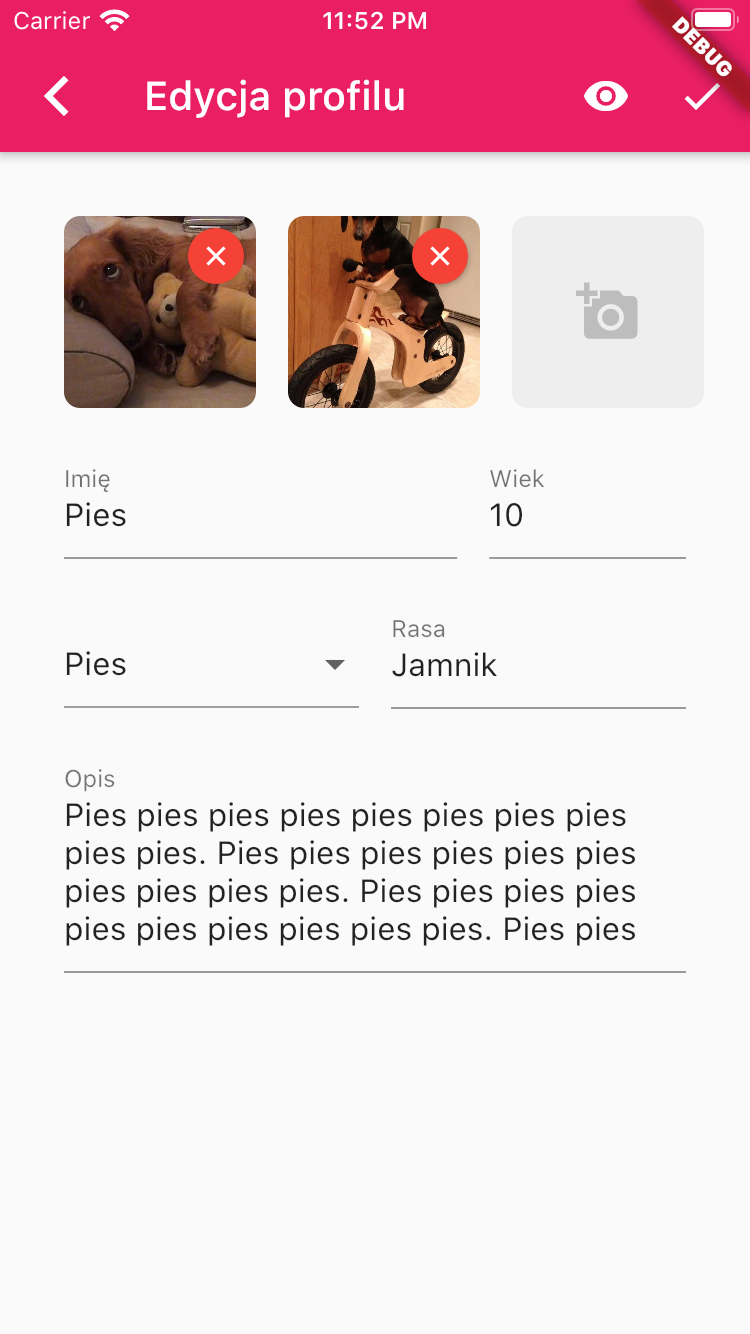 Carrier 11:52 PM
DEBUG
Edycja profilu
Imię Wiek
Pies 10
Rasa
Pies Jamnik
Opis
Pies pies pies pies pies pies pies pies
pies pies. Pies pies pies pies pies pies
pies pies pies pies. Pies pies pies pies
pies pies pies pies pies pies. Pies pies